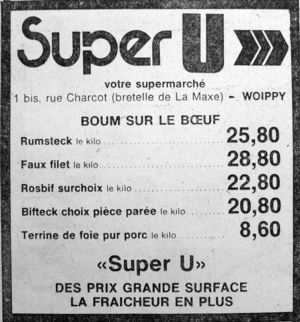 Super U
votre supermarché
1 bis, rue Charcot (bretelle de La Maxe) – WOIPPY
BOUM SUR LE BŒUF
Rumsteck le kilo 25,80
Faux filet le kilo 28,80
Rosbif surchoix le kilo 22,80
Bifteck choix pièce parée le kilo 20,80
Terrine de foie pur porc le kilo 8,60
«Super U»
DES PRIX GRANDE SURFACE
LA FRAICHEUR EN PLUS